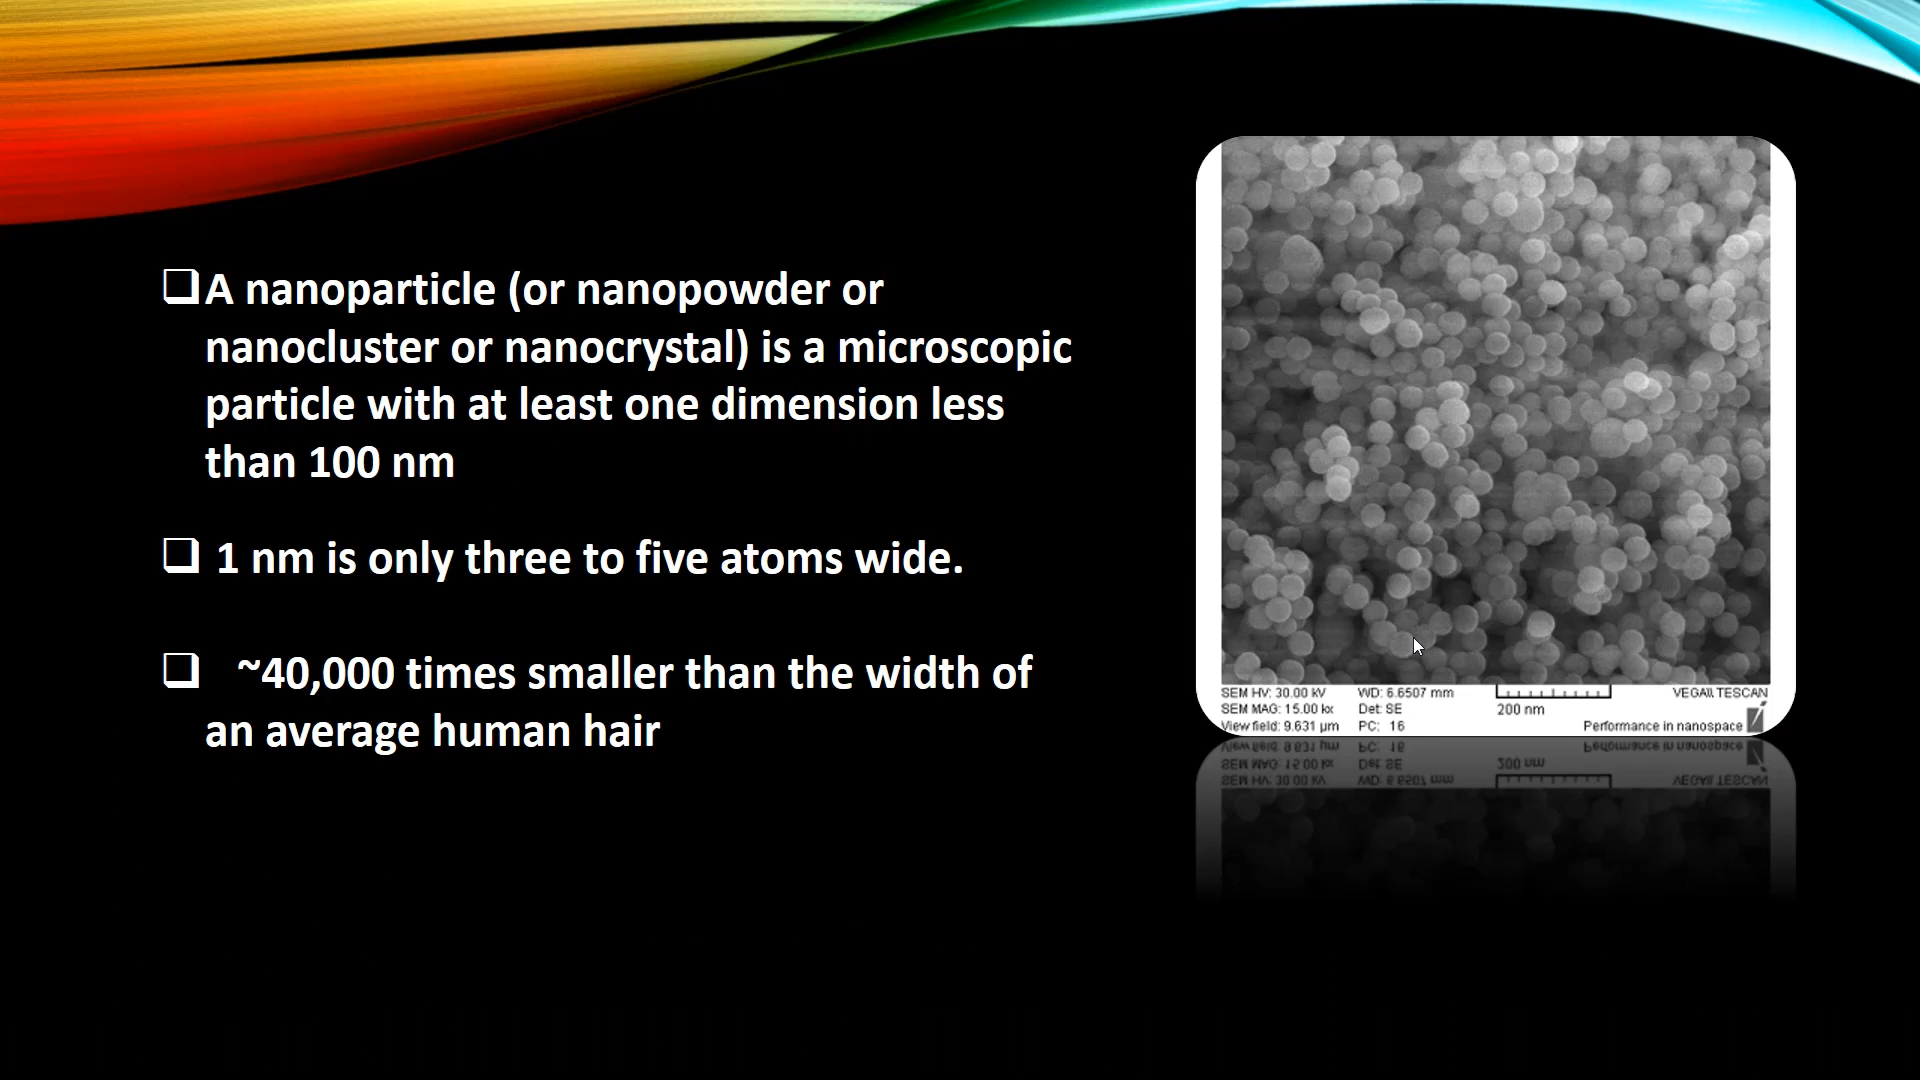 ❑A nanoparticle (or nanopowder or
nanocluster or nanocrystal) is a microscopic
particle with at least one dimension less
than 100 nm
❑ 1 nm is only three to five atoms wide.
❑ ~40,000 times smaller than the width of
an average human hair
SEM HV: 30.00 kV WD: 6.6507 mm VEGA\\ TESCAN
SEM MAG: 15.00 kx Det: SE 200 nm
View field: 9.631 µm PC: 16 Performance in nanospace